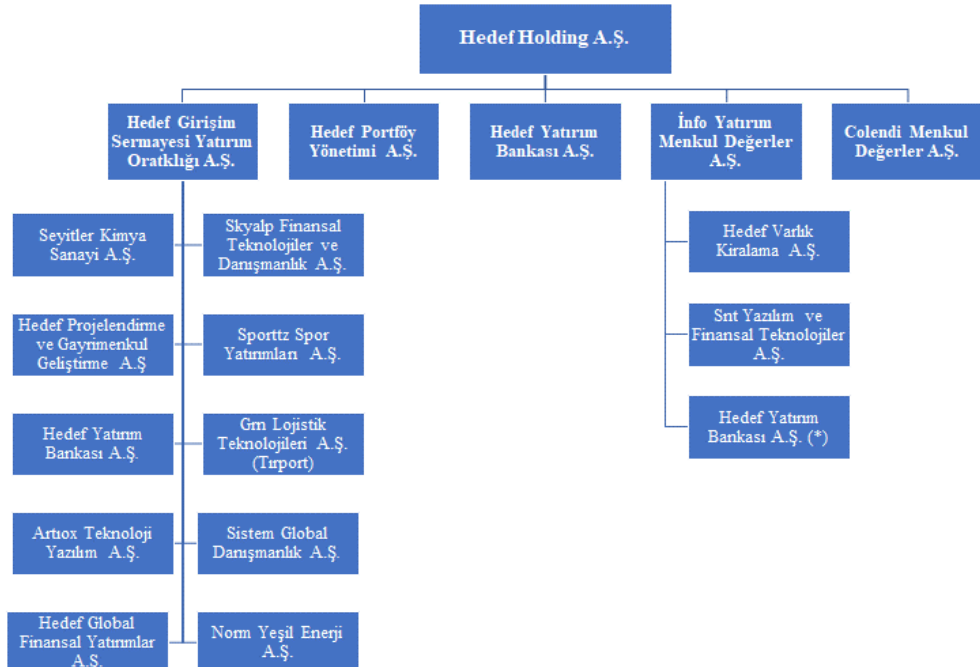 Hedef Holding A.Ş.
Hedef Girişim
Sermayesi Yatırım
Oratklığı A.Ş.
Hedef Portföy
Yönetimi A.Ş.
Hedef Yatırım
Bankası A.Ş.
İnfo Yatırım
Menkul Değerler
A.Ş.
Colendi Menkul
Değerler A.Ş.
Seyitler Kimya
Sanayi A.Ş.
Skyalp Finansal
Teknolojiler ve
Danışmanlık A.Ş.
Hedef Projelendirme
ve Gayrimenkul
Geliştirme A.Ş
Sporttz Spor
Yatırımları A.Ş.
Hedef Yatırım
Bankası A.Ş.
Grn Lojistik
Teknolojileri A.Ş.
(Tırport)
Artıox Teknoloji
Yazılım A.Ş.
Sistem Global
Danışmanlık A.Ş.
Hedef Global
Finansal Yatırımlar
A.Ş.
Norm Yeşil Enerji
A.Ş.
Hedef Varlık
Kiralama A.Ş.
Snt Yazılım ve
Finansal Teknolojiler
A.Ş.
Hedef Yatırım
Bankası A.Ş. (*)